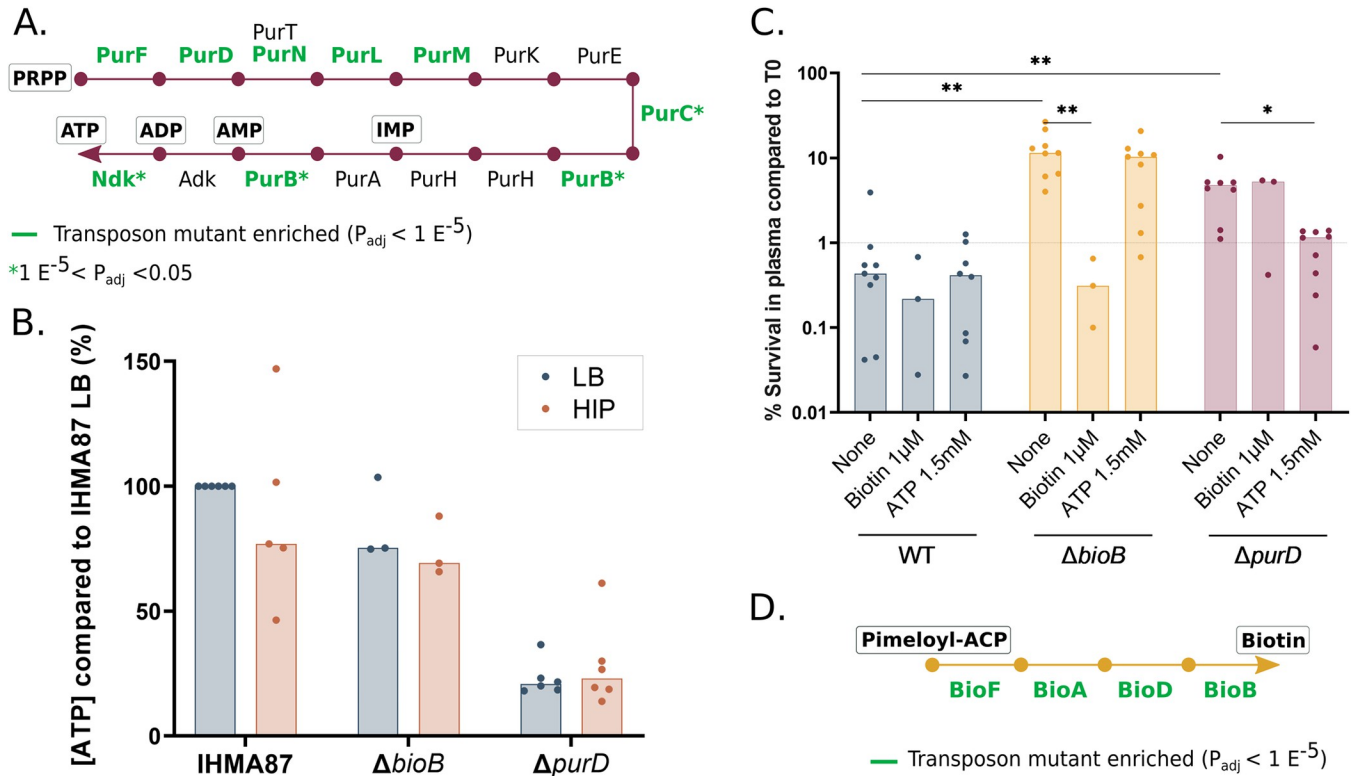 A.
PurT
PurF PurD PurN PurL PurM PurK PurE
PRPP
PurC*
ATP ADP AMP IMP
Ndk* Adk PurB* PurA PurH PurH PurB*
Transposon mutant enriched (Padj < 1 E-5)
*1 E-5 < Padj <0.05
B.
[ATP] compared to IHMA87 LB (%)
150
100
50
0
LB
HIP
IHMA87 ΔbioB ΔpurD
C.
% Survival in plasma compared to T0
100
10
1
0.1
0.01
**
** ** *
None Biotin 1µM ATP 1.5mM None Biotin 1µM ATP 1.5mM None Biotin 1µM ATP 1.5mM
WT ΔbioB ΔpurD
D.
Pimeloyl-ACP Biotin
BioF BioA BioD BioB
Transposon mutant enriched (Padj < 1 E-5)